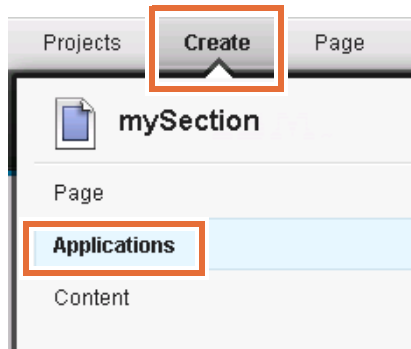 Projects Create Page
mySection
Page
Applications
Content